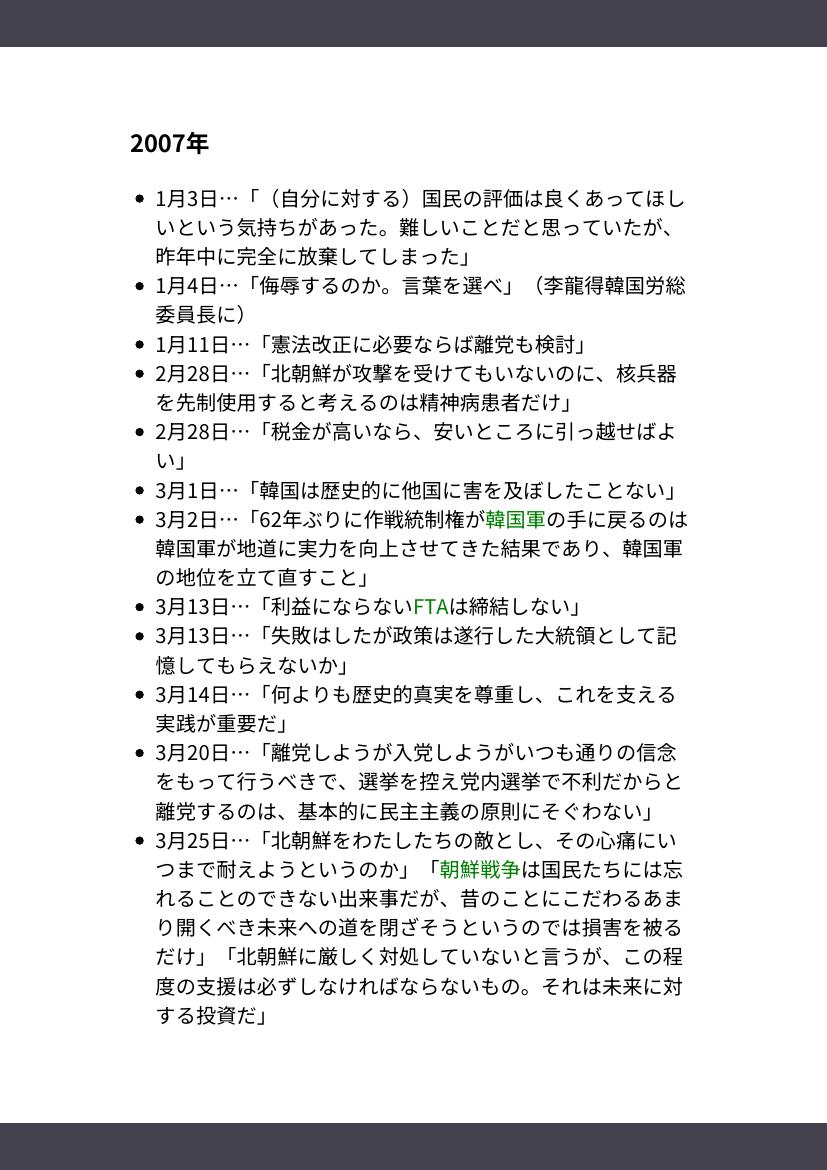 2007年
1月3日…「（自分に対する）国民の評価は良くあってほし
いという気持ちがあった。難しいことだと思っていたが、
昨年中に完全に放棄してしまった」
1月4日…「侮辱するのか。言葉を選べ」（李龍得韓国労総
委員長に）
1月11日…「憲法改正に必要ならば離党も検討」
2月28日…「北朝鮮が攻撃を受けてもいないのに、核兵器
を先制使用すると考えるのは精神病患者だけ」
2月28日…「税金が高いなら、安いところに引っ越せばよ
い」
3月1日…「韓国は歴史的に他国に害を及ぼしたことない」
3月2日…「62年ぶりに作戦統制権が韓国軍の手に戻るのは
韓国軍が地道に実力を向上させてきた結果であり、韓国軍
の地位を立て直すこと」
3月13日…「利益にならないFTAは締結しない」
3月13日…「失敗はしたが政策は遂行した大統領として記
憶してもらえないか」
3月14日…「何よりも歴史的真実を尊重し、これを支える
実践が重要だ」
3月20日…「離党しようが入党しようがいつも通りの信念
をもって行うべきで、選挙を控え党内選挙で不利だからと
離党するのは、基本的に民主主義の原則にそぐわない」
3月25日…「北朝鮮をわたしたちの敵とし、その心痛にい
つまで耐えようというのか」「朝鮮戦争は国民たちには忘
れることのできない出来事だが、昔のことにこだわるあま
り開くべき未来への道を閉ざそうというのでは損害を被る
だけ」「北朝鮮に厳しく対処していないと言うが、この程
度の支援は必ずしなければならないもの。それは未来に対
する投資だ」